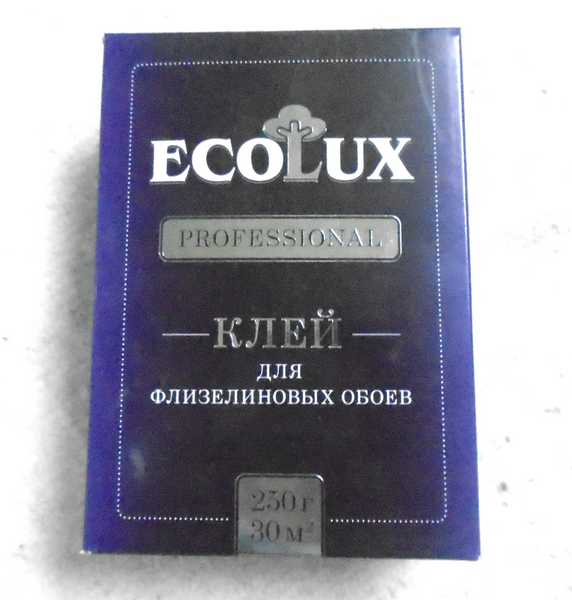 ECOLUX
PROFESSIONAL
КЛЕЙ
ДЛЯ
ФЛИЗЕЛИНОВЫХ ОБОЕВ
250 г
30 м²